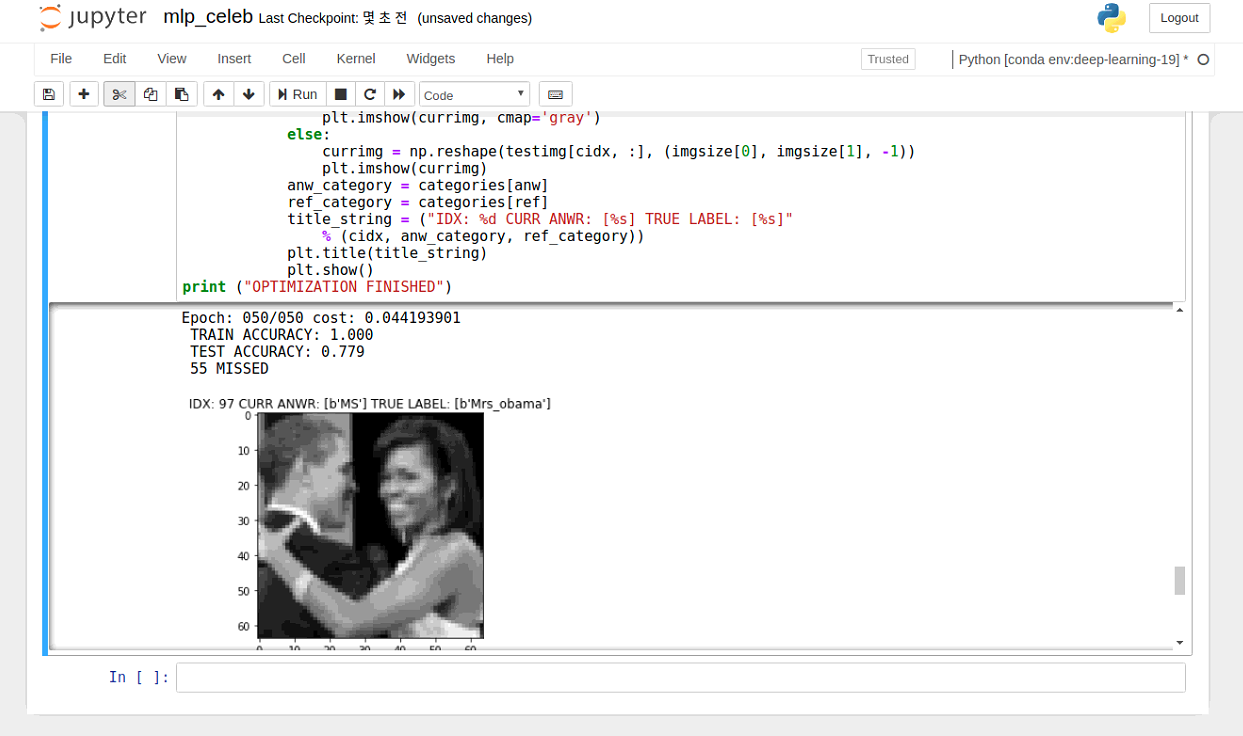 jupyter mlp_celeb Last Checkpoint: 몇 초 전 (unsaved changes) Logout
File Edit View Insert Cell Kernel Widgets Help Trusted Python [conda env:deep-learning-19] *
Run Code
plt.imshow(currimg, cmap='gray')
else:
currimg = np.reshape(testimg[cidx, :], (imgsize[0], imgsize[1], -1))
plt.imshow(currimg)
anw_category = categories[anw]
ref_category = categories[ref]
title_string = ("IDX: %d CURR ANWR: [%s] TRUE LABEL: [%s]"
% (cidx, anw_category, ref_category))
plt.title(title_string)
plt.show()
print ("OPTIMIZATION FINISHED")
Epoch: 050/050 cost: 0.044193901
TRAIN ACCURACY: 1.000
TEST ACCURACY: 0.779
55 MISSED
IDX: 97 CURR ANWR: [b'MS'] TRUE LABEL: [b'Mrs_obama']
0
10
20
30
40
50
60
0 10 20 30 40 50 60
In [ ]: